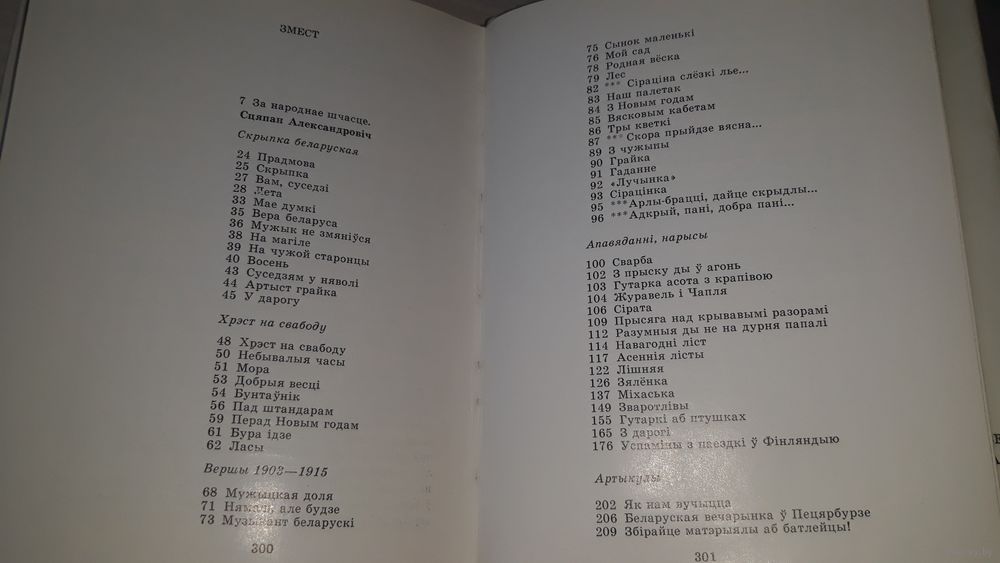 ЗМЕСТ
7 За народнае шчасце.
Сцяпан Александровіч
Скрыпка беларуская
24 Прадмова
25 Скрыпка
27 Вам, суседзі
28 Лета
33 Мае думкі
35 Вера беларуса
36 Мужык не змяніўся
38 На магіле
39 На чужой старонцы
40 Восень
43 Суседзям у няволі
44 Артыст грайка
45 У дарогу
Хрэст на свабоду
48 Хрэст на свабоду
50 Небывалыя часы
51 Мора
53 Добрыя весці
54 Бунтаўнік
56 Пад штандарам
59 Перад Новым годам
61 Бура ідзе
62 Ласы
Вершы 1903—1915
68 Мужыцкая доля
71 Нямала, але будзе
73 Музыкант беларускі
300
75 Сынок маленькі
76 Мой сад
78 Родная вёска
79 Лес
82 *** Сіраціна слёзкі лье...
83 Наш палетак
84 З Новым годам
85 Вясковым кабетам
86 Тры кветкі
87 *** Скора прыйдзе вясна...
89 З чужыны
90 Грайка
91 Гаданне
92 «Лучынка»
93 Сірацінка
95 ***Арлы-брацці, дайце скрыдлы...
96 ***Адкрый, пані, добра пані...
Апавяданні, нарысы
100 Сварба
102 З прыску ды ў агонь
103 Гутарка асота з крапівою
104 Журавель і Чапля
106 Сірата
109 Прысяга над крывавымі разорамі
112 Разумныя ды не на дурня папалі
114 Навагодні ліст
117 Асеннія лісты
122 Лішняя
126 Зялёнка
137 Міхаська
149 Зваротлівы
155 Гутаркі аб птушках
165 З дарогі
176 Успаміны з паездкі ў Фінляндыю
Артыкулы
202 Як нам вучыцца
206 Беларуская вечарынка ў Пецярбурзе
209 Збірайце матэрыялы аб батлейцы!
301